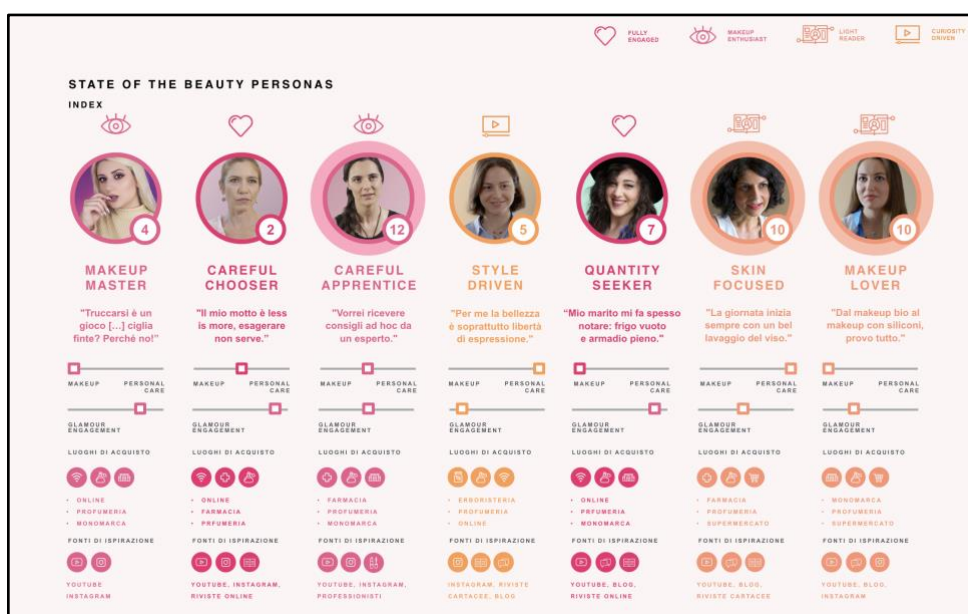 FULLY
ENGAGED
MAKEUP
ENTHUSIAST
LIGHT
READER
CURIOSITY
DRIVEN
STATE OF THE BEAUTY PERSONAS
INDEX
4
MAKEUP
MASTER
"Truccarsi è un
gioco [...] ciglia
finte? Perchè no!"
MAKEUP
PERSONAL
CARE
GLAMOUR
ENGAGEMENT
LUOGHI DI ACQUISTO
• ONLINE
• PROFUMERIA
• MONOMARCA
FONTI DI ISPIRAZIONE
YOUTUBE
INSTAGRAM
2
CAREFUL
CHOOSER
"Il mio motto è less
is more, esagerare
non serve."
MAKEUP
PERSONAL
CARE
LUOGHI DI ACQUISTO
• ONLINE
• FARMACIA
• PRFUMERIA
FONTI DI ISPIRAZIONE
YOUTUBE, INSTAGRAM,
RIVISTE ONLINE
12
CAREFUL
APPRENTICE
"Vorrei ricevere
consigli ad hoc da
un esperto."
MAKEUP
PERSONAL
CARE
GLAMOUR
ENGAGEMENT
LUOGHI DI ACQUISTO
• FARMACIA
• PROFUMERIA
• MONOMARCA
FONTI DI ISPIRAZIONE
YOUTUBE, INSTAGRAM,
PROFESSIONISTI
5
STYLE
DRIVEN
"Per me la bellezza
è soprattutto libertà
di espressione."
MAKEUP
PERSONAL
CARE
GLAMOUR
ENGAGEMENT
LUOGHI DI ACQUISTO
• ERBORISTERIA
• PROFUMERIA
• ONLINE
FONTI DI ISPIRAZIONE
INSTAGRAM, RIVISTE
CARTACEE, BLOG
7
QUANTITY
SEEKER
"Mio marito mi fa spesso
notare: frigo vuoto
e armadio pieno."
MAKEUP
PERSONAL
CARE
GLAMOUR
ENGAGEMENT
LUOGHI DI ACQUISTO
• ONLINE
• PROFUMERIA
• MONOMARCA
FONTI DI ISPIRAZIONE
YOUTUBE, BLOG,
RIVISTE ONLINE
10
SKIN
FOCUSED
"La giornata inizia
sempre con un bel
lavaggio del viso."
MAKEUP
PERSONAL
CARE
GLAMOUR
ENGAGEMENT
LUOGHI DI ACQUISTO
• FARMACIA
• PROFUMERIA
• SUPERMERCATO
FONTI DI ISPIRAZIONE
YOUTUBE, BLOG,
RIVISTE CARTACEE
10
MAKEUP
LOVER
"Dal makeup bio al
makeup con siliconi,
provo tutto."
MAKEUP
PERSONAL
CARE
GLAMOUR
ENGAGEMENT
LUOGHI DI ACQUISTO
• MONOMARCA
• PROFUMERIA
• SUPERMERCATO
FONTI DI ISPIRAZIONE
YOUTUBE, BLOG,
INSTAGRAM